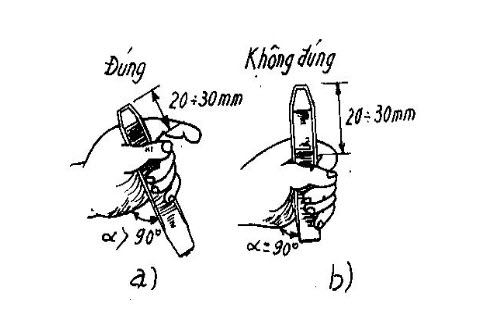 Đúng
Không đúng
20÷30mm
20÷30mm
α > 90°
α = 90°
a)
b)